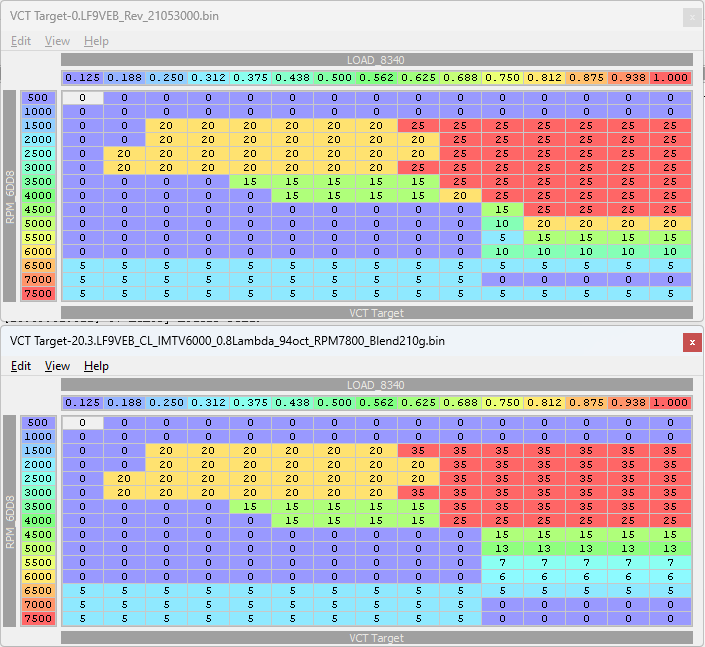 VCT Target-0.LF9VEB_Rev_21053000.bin x
Edit View Help
LOAD_8340
0.125 0.188 0.250 0.312 0.375 0.438 0.500 0.562 0.625 0.688 0.750 0.812 0.875 0.938 1.000
RPM_6DD8
500 0 0 0 0 0 0 0 0 0 0 0 0 0 0 0
1000 0 0 0 0 0 0 0 0 0 0 0 0 0 0 0
1500 0 0 20 20 20 20 20 20 25 25 25 25 25 25 25
2000 0 0 20 20 20 20 20 20 20 25 25 25 25 25 25
2500 0 20 20 20 20 20 20 20 20 25 25 25 25 25 25
3000 0 20 20 20 20 20 20 20 25 25 25 25 25 25 25
3500 0 0 0 0 15 15 15 15 15 25 25 25 25 25 25
4000 0 0 0 0 0 15 15 15 15 20 25 25 25 25 25
4500 0 0 0 0 0 0 0 0 0 0 15 25 25 25 25
5000 0 0 0 0 0 0 0 0 0 0 10 20 20 20 20
5500 0 0 0 0 0 0 0 0 0 0 5 15 15 15 15
6000 0 0 0 0 0 0 0 0 0 0 10 10 10 10 10
6500 5 5 5 5 5 5 5 5 5 5 5 5 5 5 5
7000 5 5 5 5 5 5 5 5 5 5 0 0 0 0 0
7500 5 5 5 5 5 5 5 5 5 5 5 5 5 5 5
VCT Target
VCT Target-20.3.LF9VEB_CL_IMTV6000_0.8Lambda_94oct_RPM7800_Blend210g.bin x
Edit View Help
LOAD_8340
0.125 0.188 0.250 0.312 0.375 0.438 0.500 0.562 0.625 0.688 0.750 0.812 0.875 0.938 1.000
RPM_6DD8
500 0 0 0 0 0 0 0 0 0 0 0 0 0 0 0
1000 0 0 0 0 0 0 0 0 0 0 0 0 0 0 0
1500 0 0 20 20 20 20 20 20 35 35 35 35 35 35 35
2000 0 0 20 20 20 20 20 20 20 35 35 35 35 35 35
2500 0 20 20 20 20 20 20 20 20 35 35 35 35 35 35
3000 0 20 20 20 20 20 20 20 35 35 35 35 35 35 35
3500 0 0 0 0 15 15 15 15 15 35 35 35 35 35 35
4000 0 0 0 0 0 15 15 15 15 25 25 25 25 25 25
4500 0 0 0 0 0 0 0 0 0 0 15 15 15 15 15
5000 0 0 0 0 0 0 0 0 0 0 13 13 13 13 13
5500 0 0 0 0 0 0 0 0 0 0 7 7 7 7 7
6000 0 0 0 0 0 0 0 0 0 0 6 6 6 6 6
6500 5 5 5 5 5 5 5 5 5 5 5 5 5 5 5
7000 5 5 5 5 5 5 5 5 5 5 0 0 0 0 0
7500 5 5 5 5 5 5 5 5 5 5 0 0 0 0 0
VCT Target